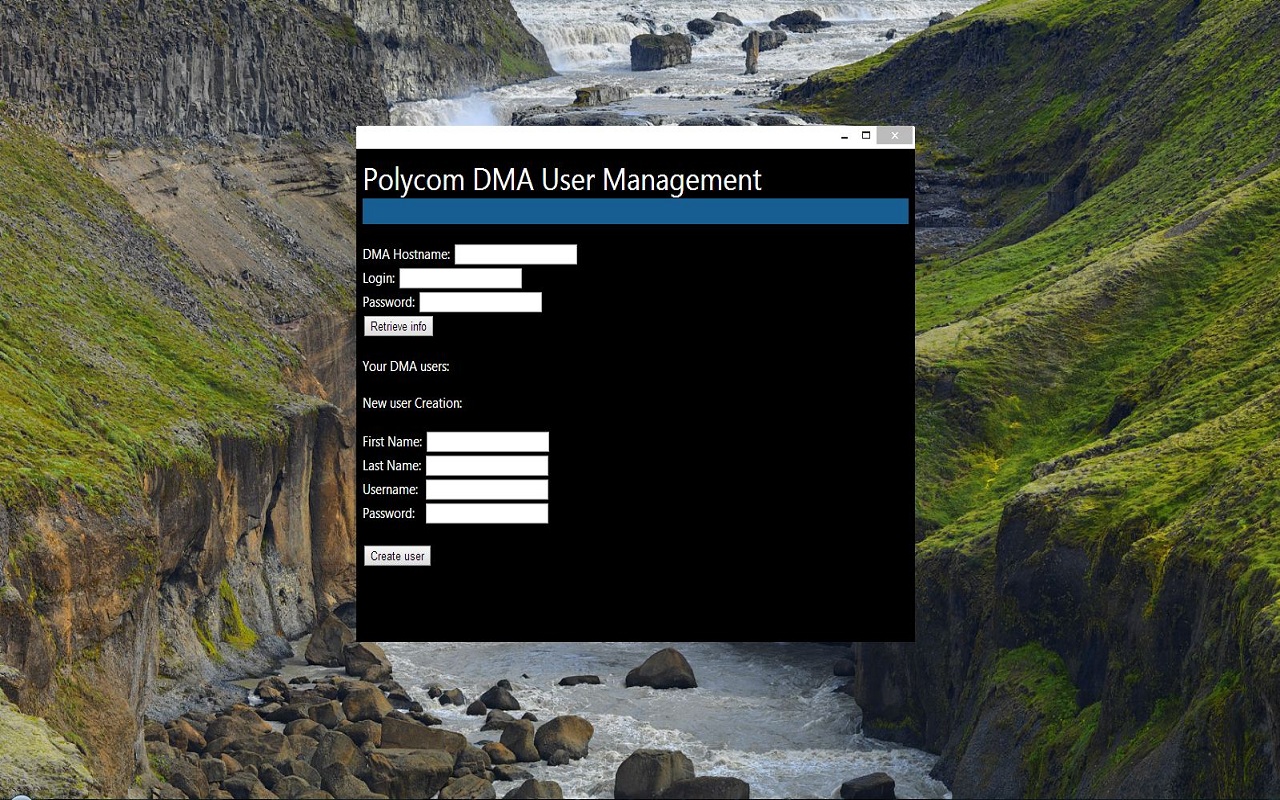 Polycom DMA User Management
DMA Hostname:
Login:
Password:
Retrieve info
Your DMA users:
New user Creation:
First Name:
Last Name:
Username:
Password:
Create user